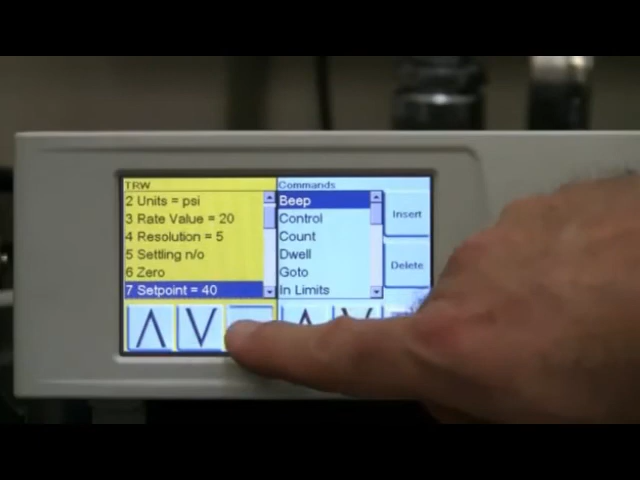 TRW
2 Units = psi
3 Rate Value = 20
4 Resolution = 5
5 Settling n/o
6 Zero
7 Setpoint = 40
Commands
Beep
Control
Count
Dwell
Goto
In Limits
Insert
Delete